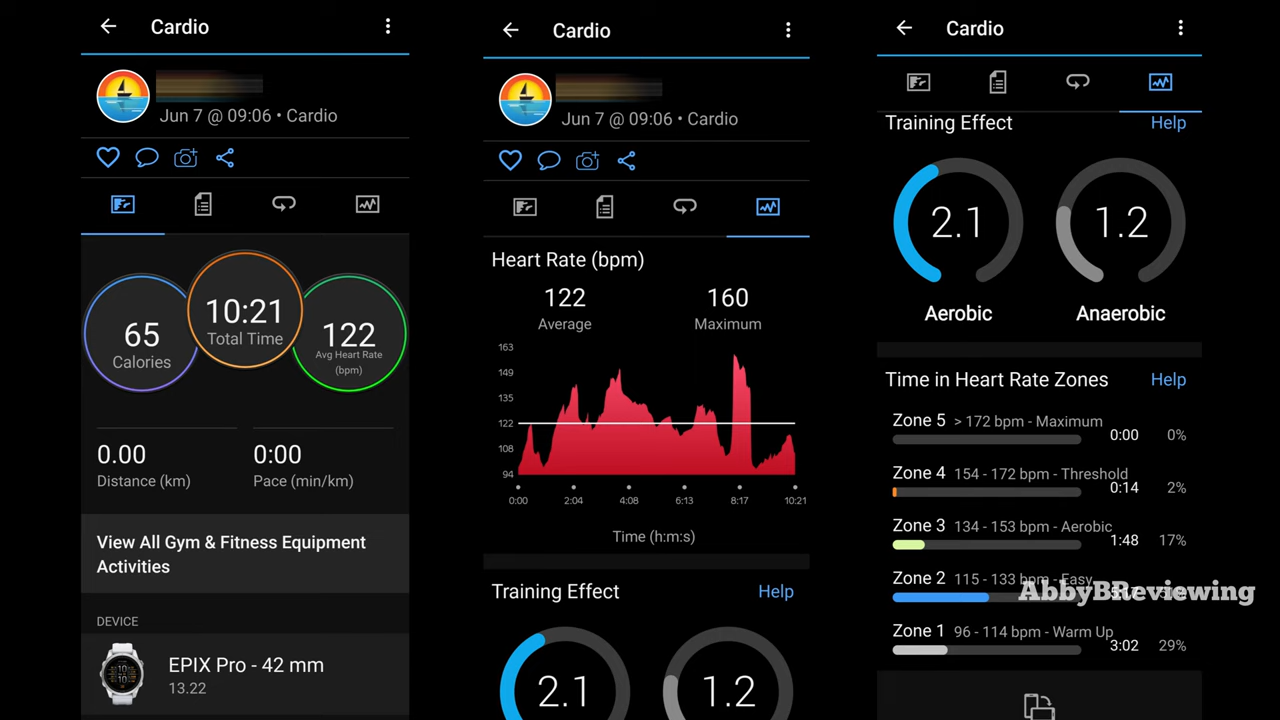 Cardio
Jun 7 @ 09:06 • Cardio
65
Calories
10:21
Total Time
122
Avg Heart Rate
(bpm)
0.00
Distance (km)
0:00
Pace (min/km)
View All Gym & Fitness Equipment
Activities
DEVICE
EPIX Pro - 42 mm
13.22
Cardio
Jun 7 @ 09:06 • Cardio
Heart Rate (bpm)
122
Average
160
Maximum
163
149
135
122
108
94
0:00 2:04 4:08 6:13 8:17 10:21
Time (h:m:s)
Training Effect Help
2.1 1.2
Cardio
Training Effect Help
2.1 1.2
Aerobic Anaerobic
Time in Heart Rate Zones Help
Zone 5 > 172 bpm - Maximum
0:00 0%
Zone 4 154 - 172 bpm - Threshold
0:14 2%
Zone 3 134 - 153 bpm - Aerobic
1:48 17%
Zone 2 115 - 133 bpm - Easy
AbbyBReviewing
Zone 1 96 - 114 bpm - Warm Up
3:02 29%